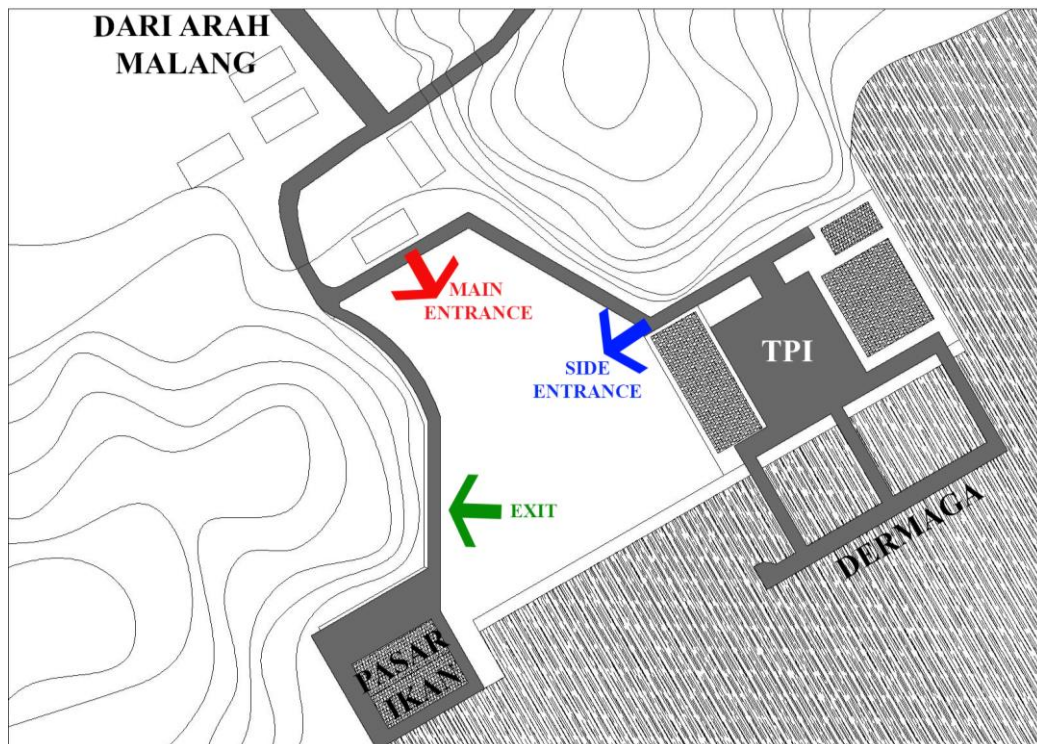 DARI ARAH
MALANG
MAIN
ENTRANCE
SIDE
ENTRANCE
TPI
EXIT
DERMAGA
PASAR
IKAN